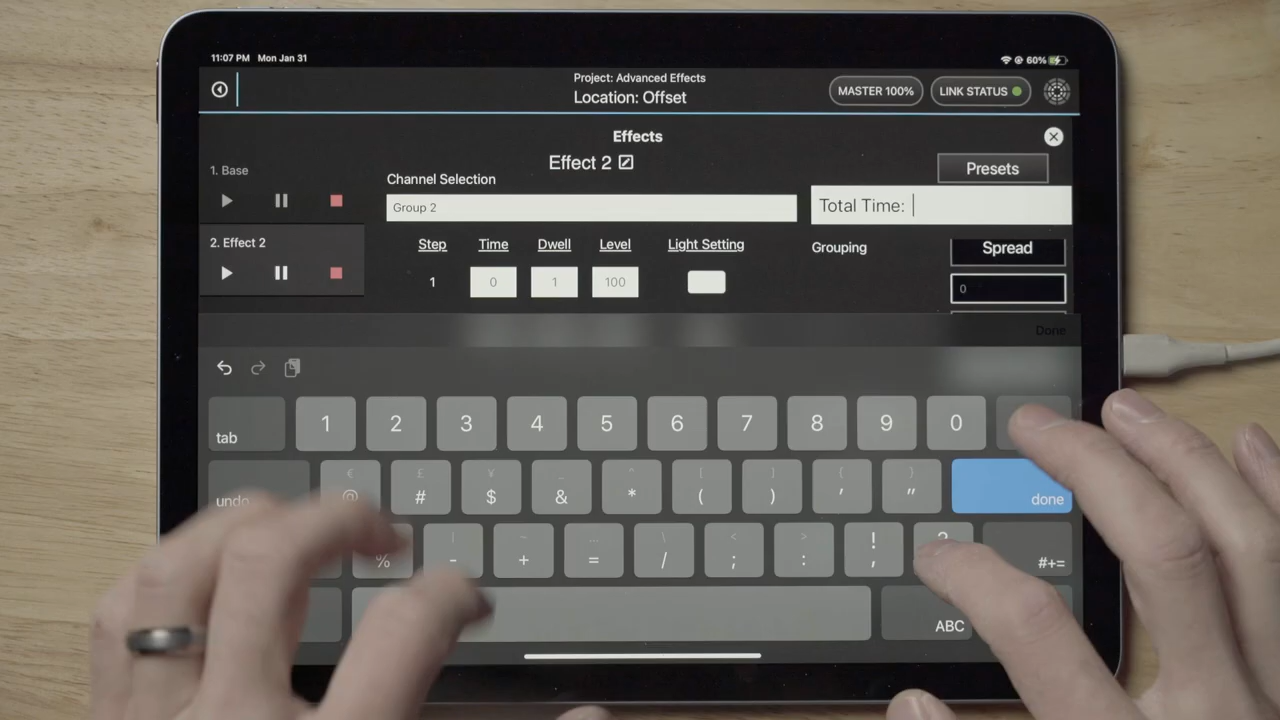 11:07 PM Mon Jan 31
60%
Project: Advanced Effects
Location: Offset
MASTER 100%
LINK STATUS
Effects
Effect 2
Presets
1. Base
Channel Selection
Group 2
Total Time:
2. Effect 2
Step Time Dwell Level Light Setting
Grouping
Spread
1 0 1 100
0
Done
tab 1 2 3 4 5 6 7 8 9 0
€ £ ¥ _ ^ [ ] { }
undo @ # $ & * ( ) ' " done
| ~ … \ < >
% - + = / ; : ! , ? #+=
ABC